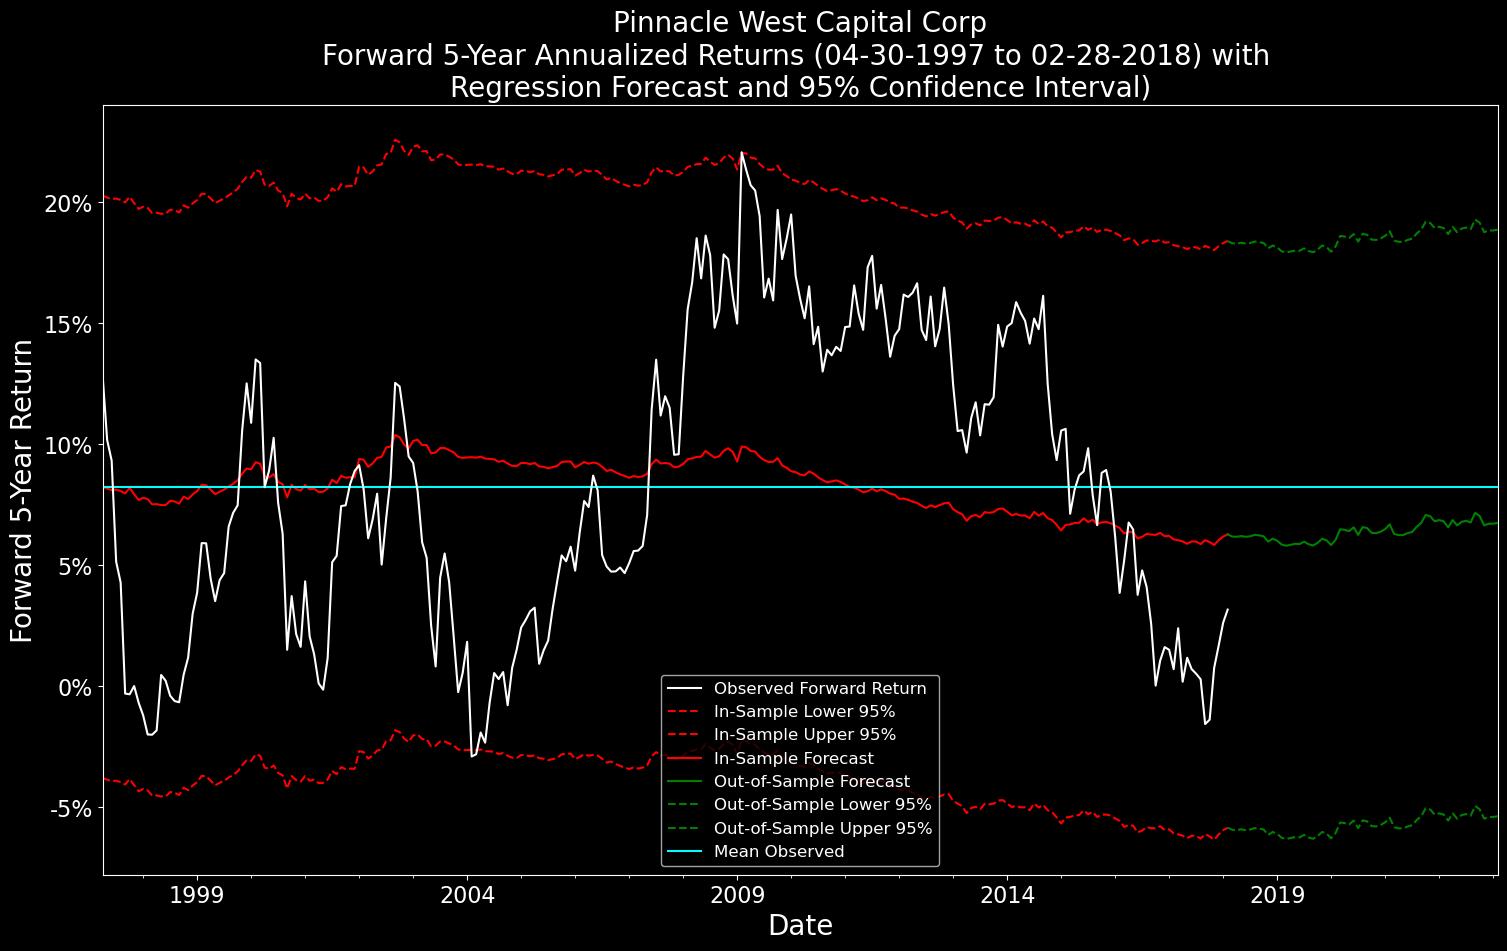 Pinnacle West Capital Corp
Forward 5-Year Annualized Returns (04-30-1997 to 02-28-2018) with
Regression Forecast and 95% Confidence Interval)
Forward 5-Year Return
20%
15%
10%
5%
0%
-5%
Observed Forward Return
In-Sample Lower 95%
In-Sample Upper 95%
In-Sample Forecast
Out-of-Sample Forecast
Out-of-Sample Lower 95%
Out-of-Sample Upper 95%
Mean Observed
1999 2004 2009 2014 2019
Date